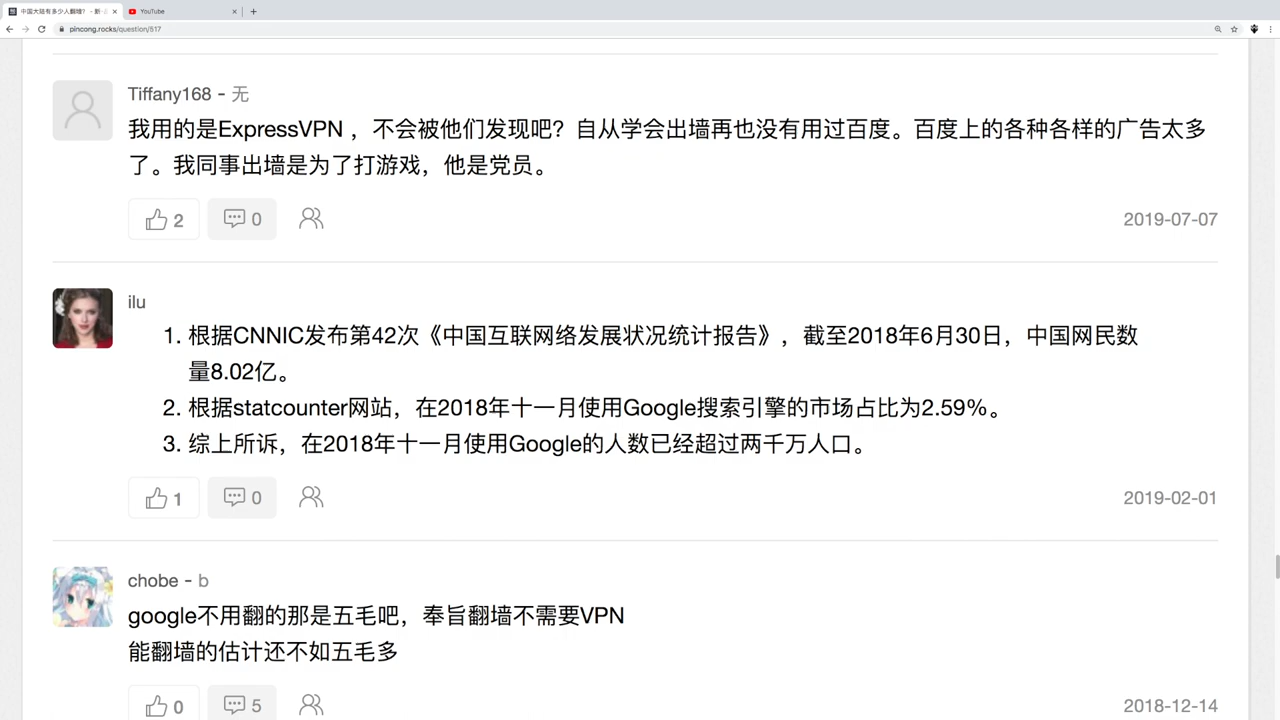 中国大陆有多少人翻墙？ - 新·品
YouTube
pincong.rocks/question/517
Tiffany168 - 无
我用的是ExpressVPN ，不会被他们发现吧？自从学会出墙再也没有用过百度。百度上的各种各样的广告太多
了。我同事出墙是为了打游戏，他是党员。
2
0
2019-07-07
ilu
1. 根据CNNIC发布第42次《中国互联网络发展状况统计报告》，截至2018年6月30日，中国网民数
量8.02亿。
2. 根据statcounter网站，在2018年十一月使用Google搜索引擎的市场占比为2.59%。
3. 综上所诉，在2018年十一月使用Google的人数已经超过两千万人口。
1
0
2019-02-01
chobe - b
google不用翻的那是五毛吧，奉旨翻墙不需要VPN
能翻墙的估计还不如五毛多
0
5
2018-12-14